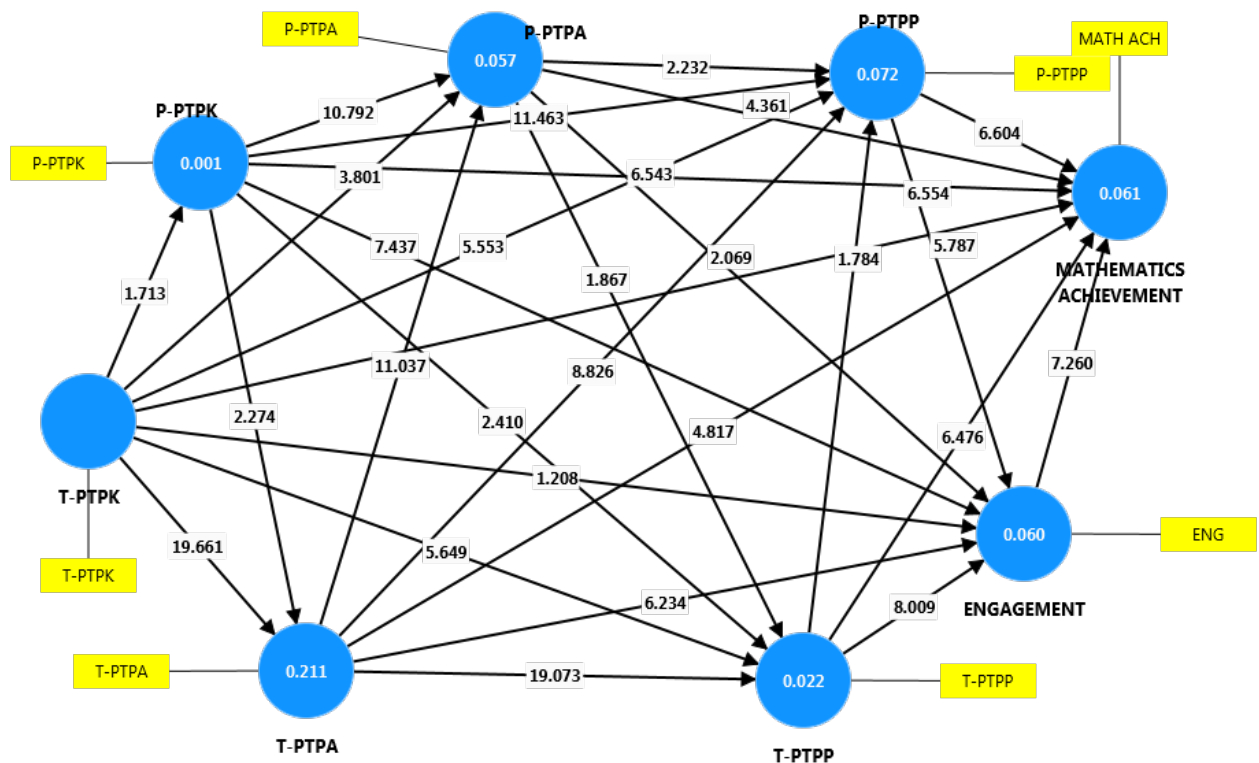 P-PTPA
P-PTPA
P-PTPP
MATH ACH
P-PTPP
0.057
0.072
2.232
P-PTPK
10.792
11.463
4.361
6.604
P-PTPK
0.001
3.801
6.543
6.554
0.061
7.437
5.553
2.069
1.784
5.787
1.867
MATHEMATICS
ACHIEVEMENT
1.713
11.037
8.826
7.260
2.274
2.410
4.817
6.476
1.208
T-PTPK
19.661
5.649
0.060
ENG
T-PTPK
6.234
8.009
ENGAGEMENT
T-PTPA
0.211
19.073
0.022
T-PTPP
T-PTPA
T-PTPP